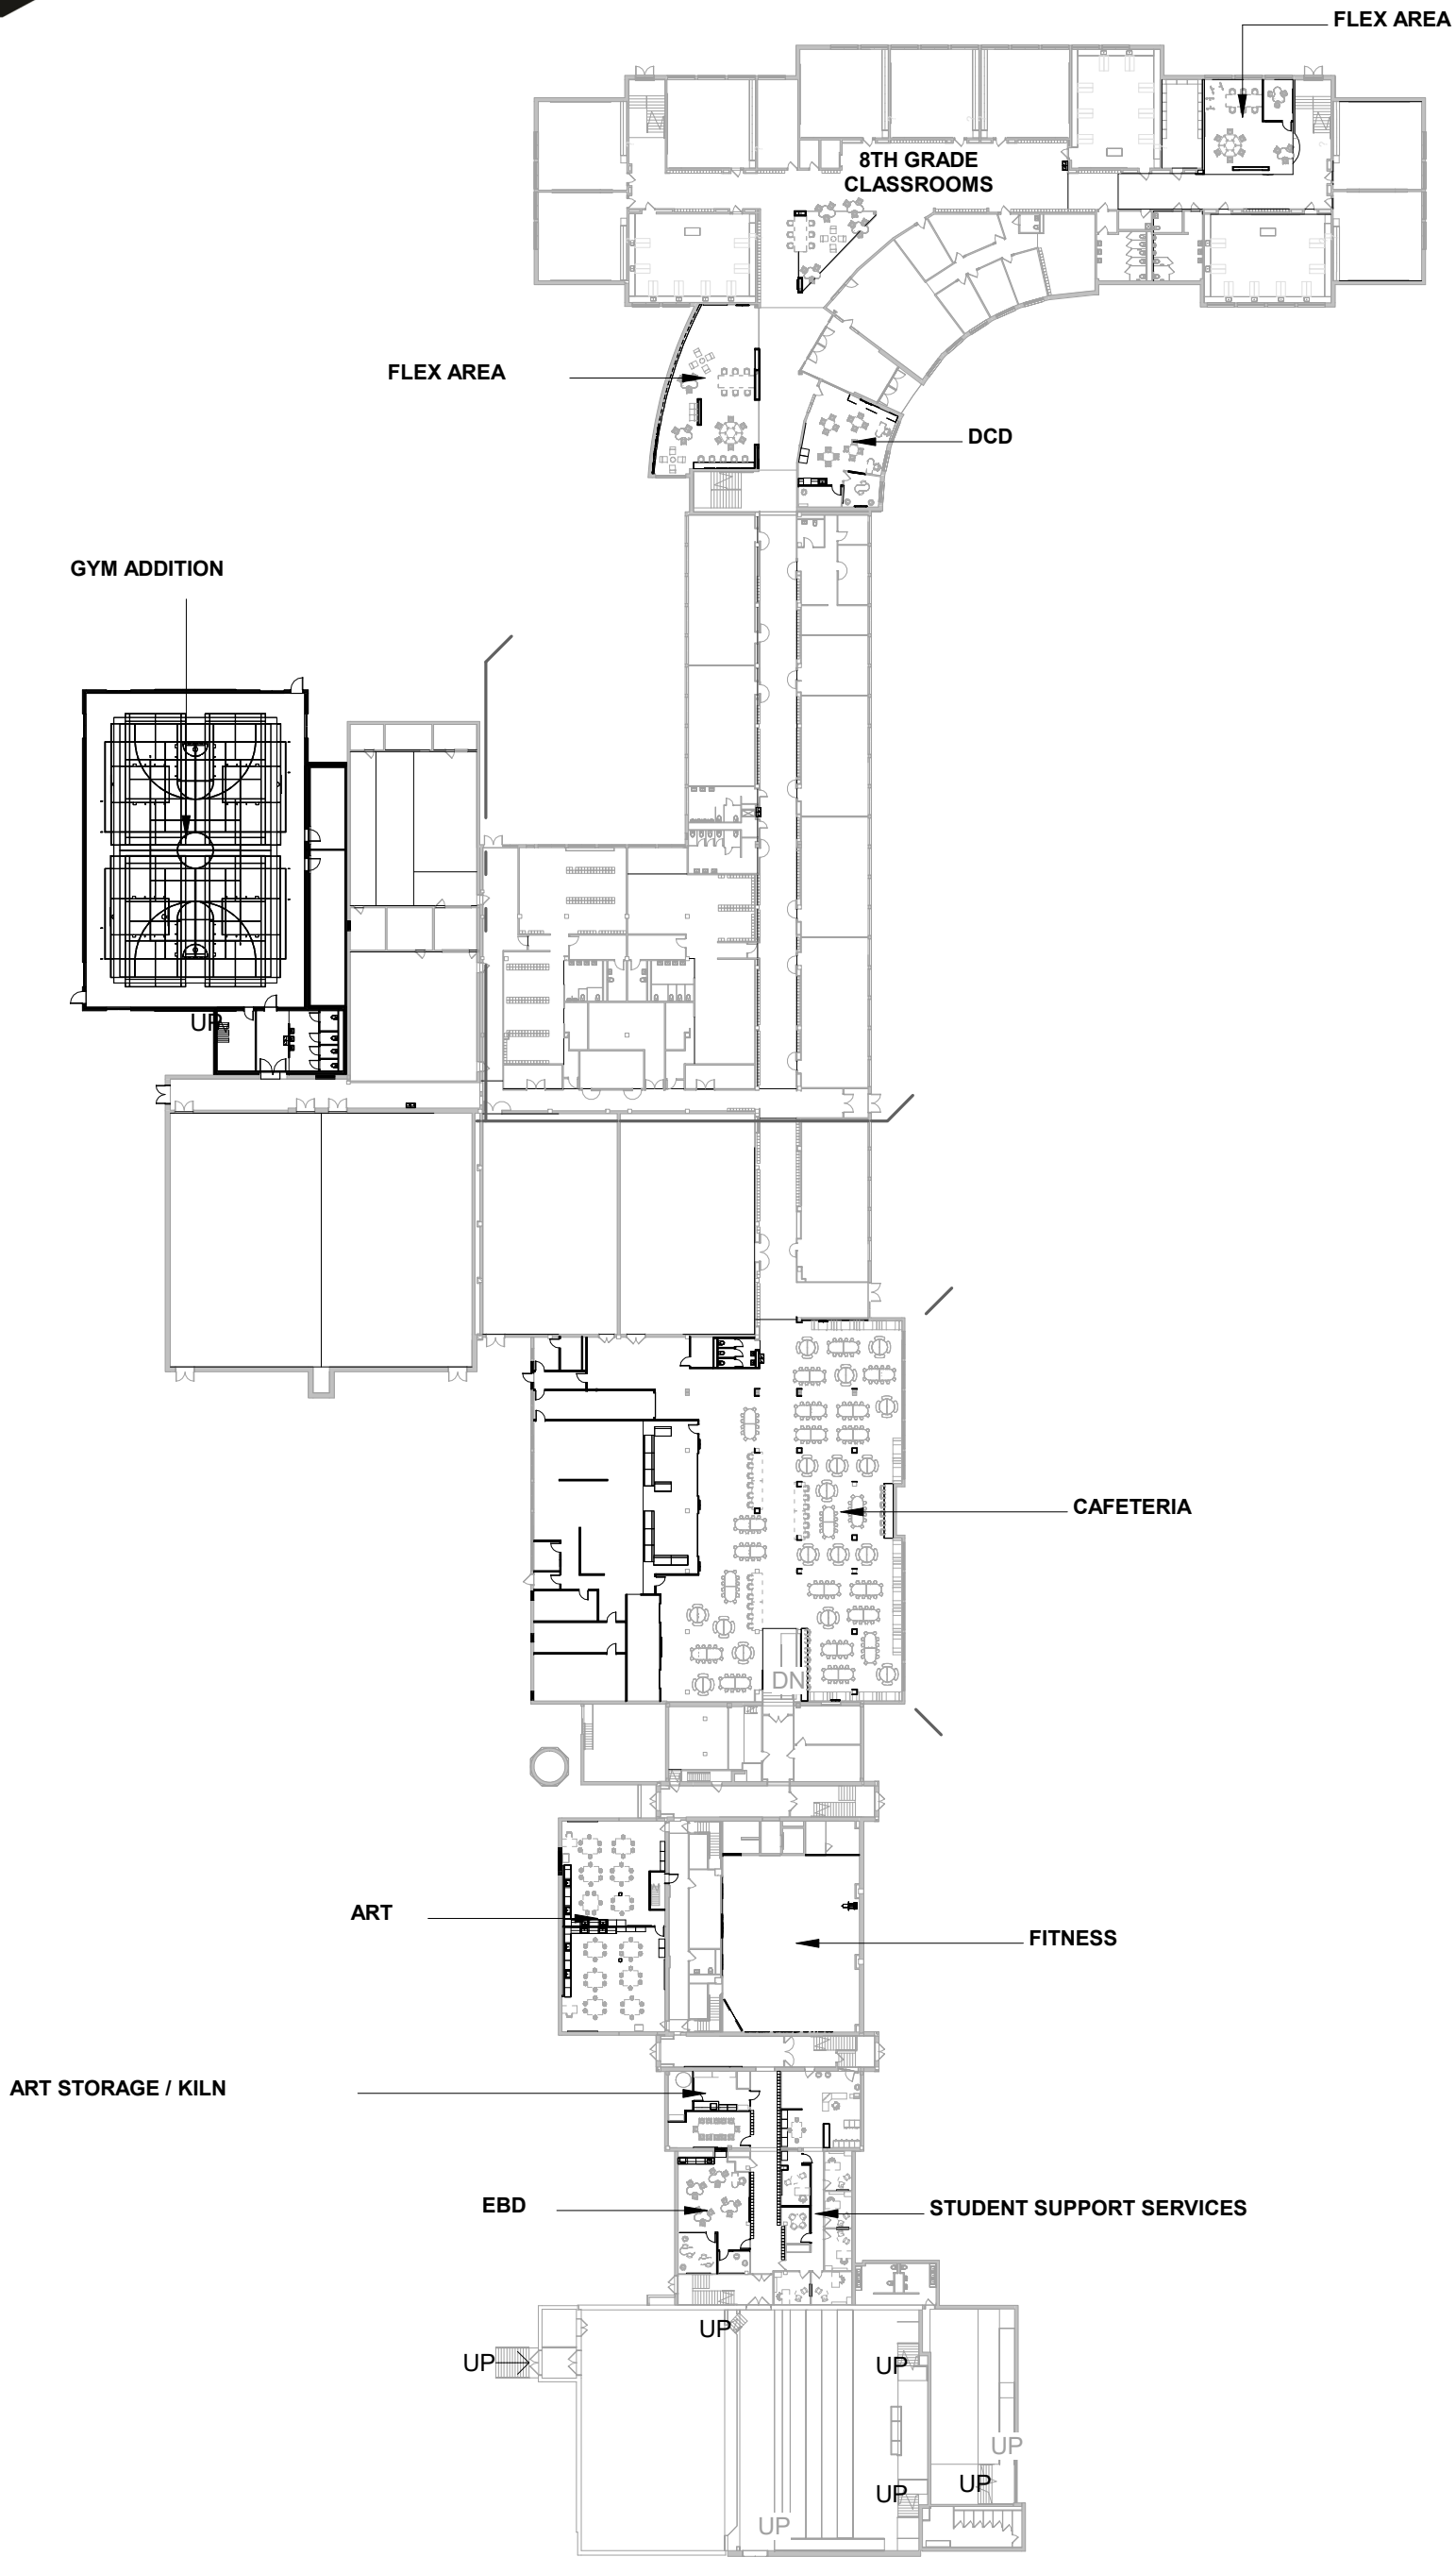 FLEX AREA
8TH GRADE
CLASSROOMS
FLEX AREA
DCD
GYM ADDITION
UP
CAFETERIA
DN
ART
FITNESS
ART STORAGE / KILN
EBD
STUDENT SUPPORT SERVICES
UP
UP
UP
UP
UP
UP
UP